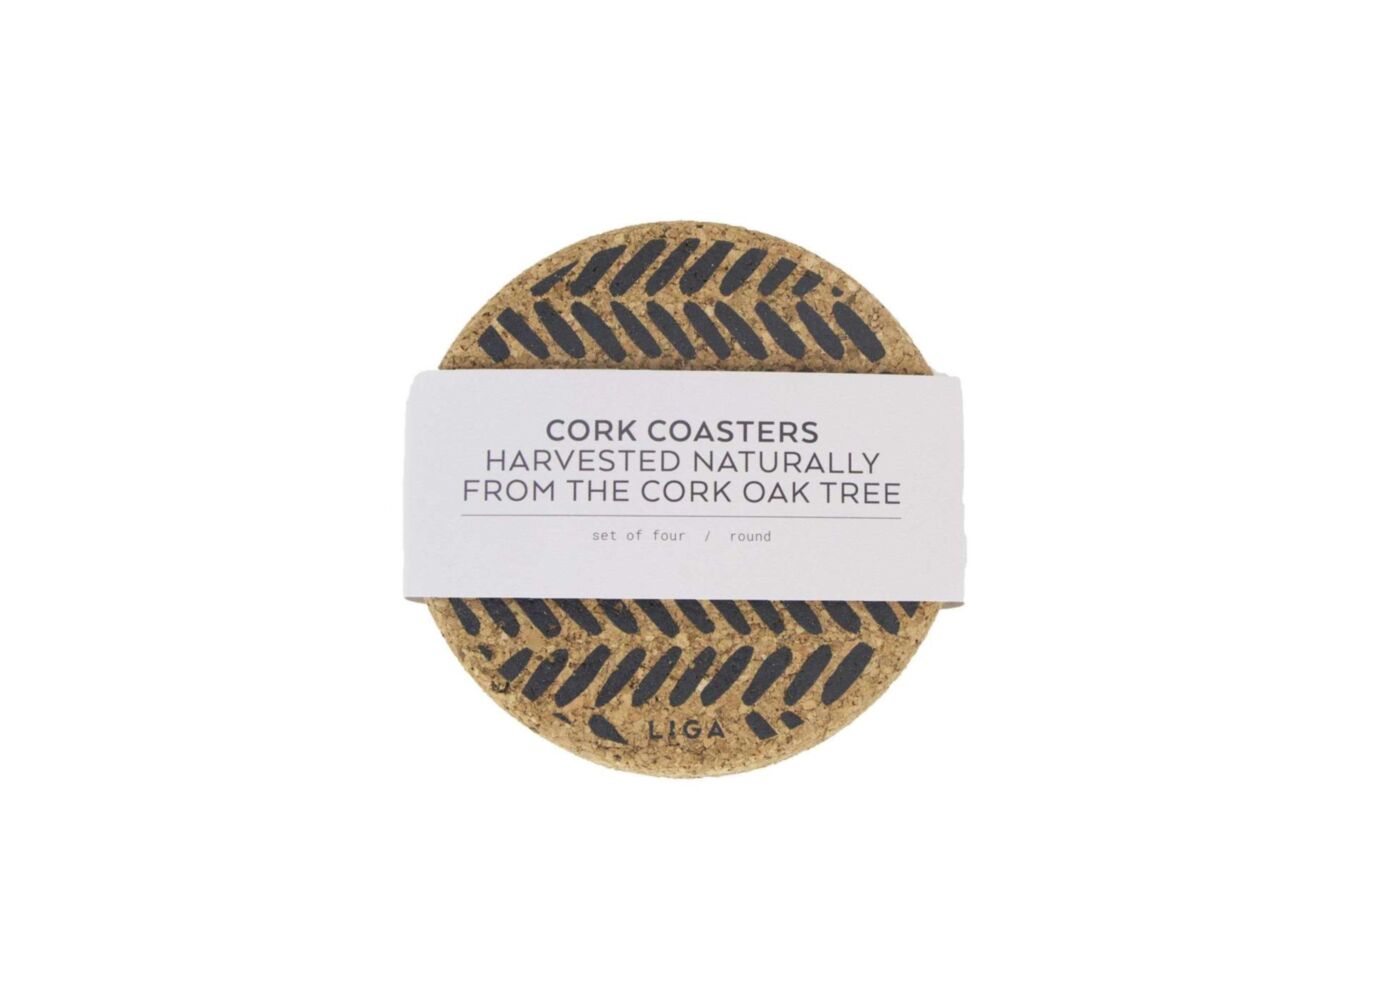 CORK COASTERS
HARVESTED NATURALLY
FROM THE CORK OAK TREE
set of four / round
LIGA